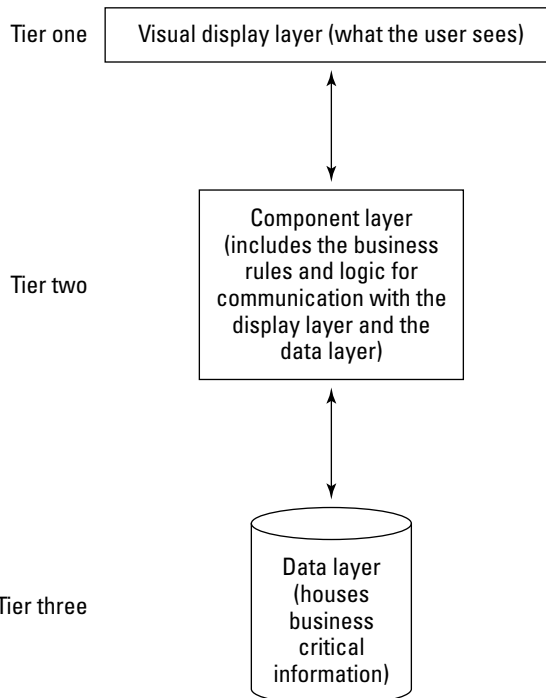 Tier one
Visual display layer (what the user sees)
Tier two
Component layer
(includes the business
rules and logic for
communication with the
display layer and the
data layer)
Tier three
Data layer
(houses
business
critical
information)